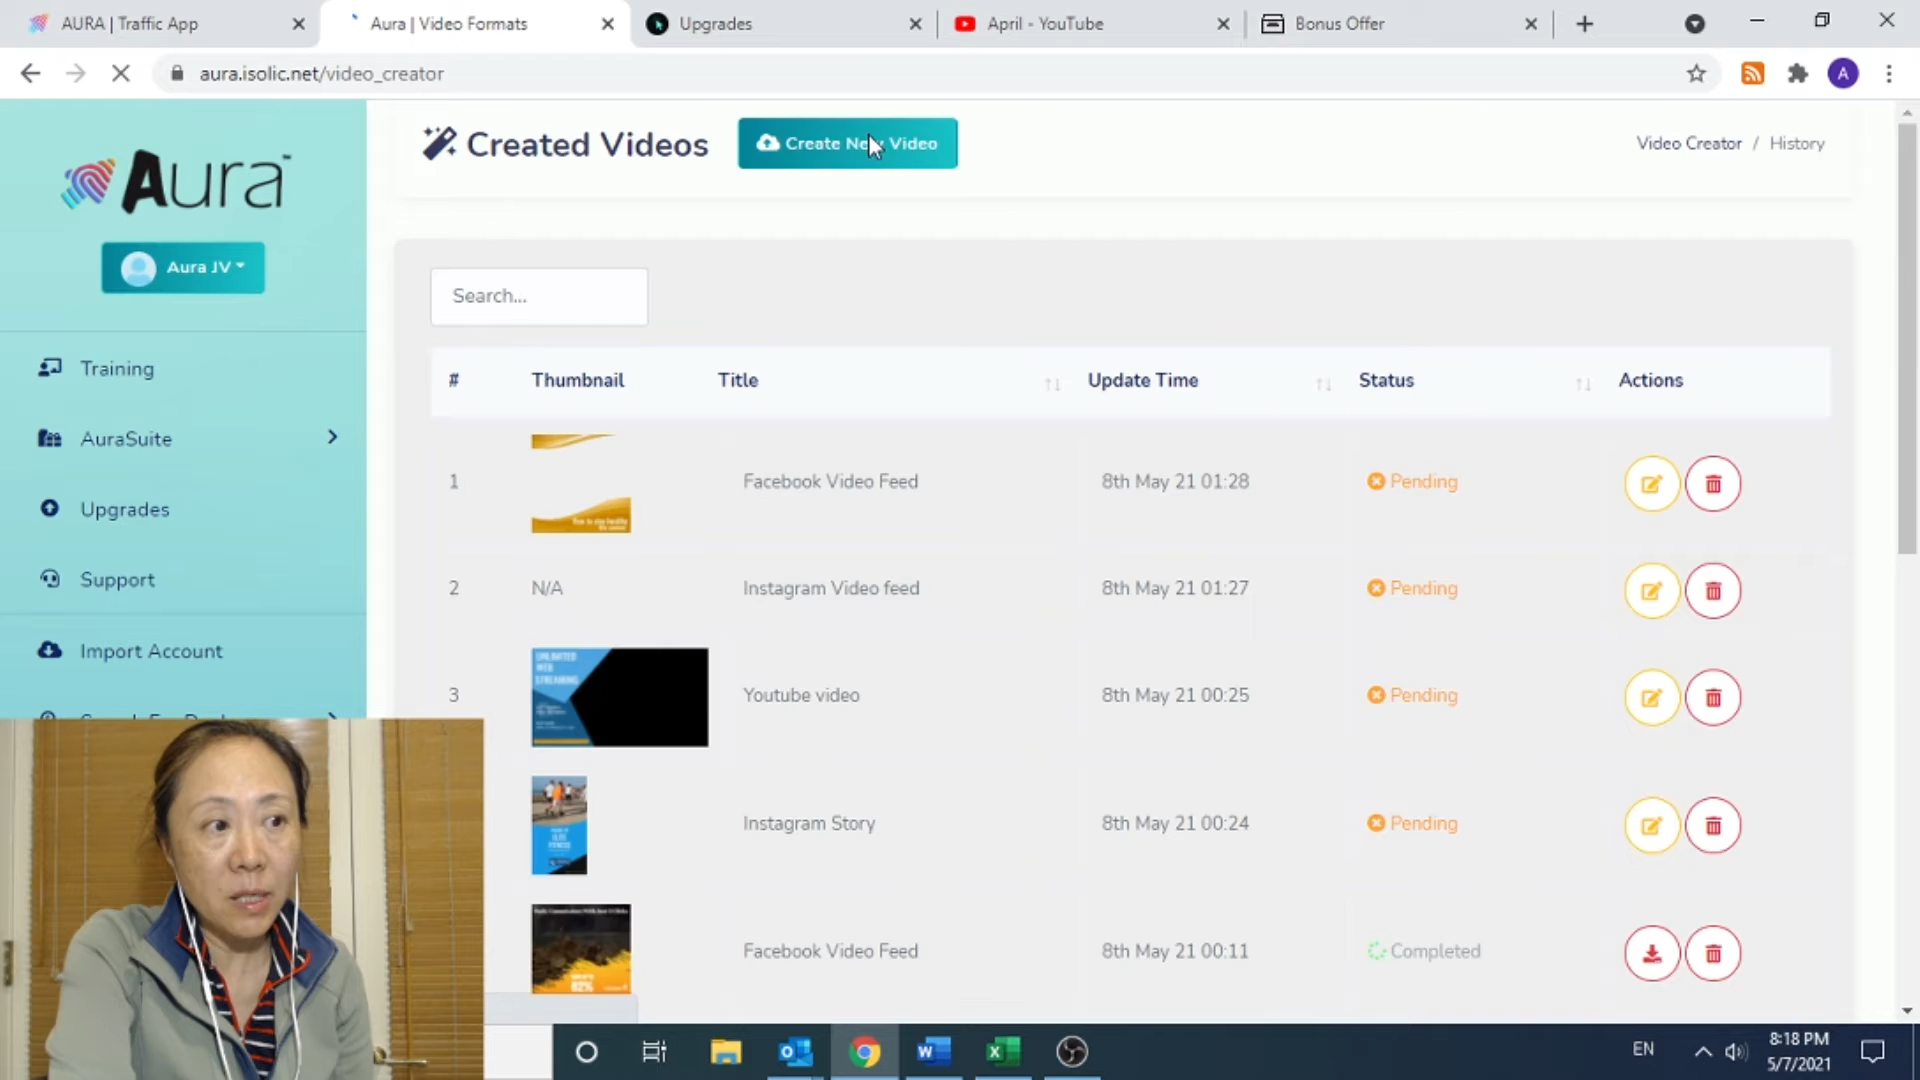 AURA | Traffic App
Aura | Video Formats
Upgrades
April - YouTube
Bonus Offer
aura.isolic.net/video_creator
A
Aura
Aura JV
Training
AuraSuite
Upgrades
Support
Import Account
Created Videos
Create New Video
Video Creator / History
Search...
# Thumbnail Title Update Time Status Actions
1 Facebook Video Feed 8th May 21 01:28 Pending
2 N/A Instagram Video feed 8th May 21 01:27 Pending
UNLIMITED
WEB
STREAMING
3 Youtube video 8th May 21 00:25 Pending
Instagram Story 8th May 21 00:24 Pending
Facebook Video Feed 8th May 21 00:11 Completed
82%
EN
8:18 PM
5/7/2021